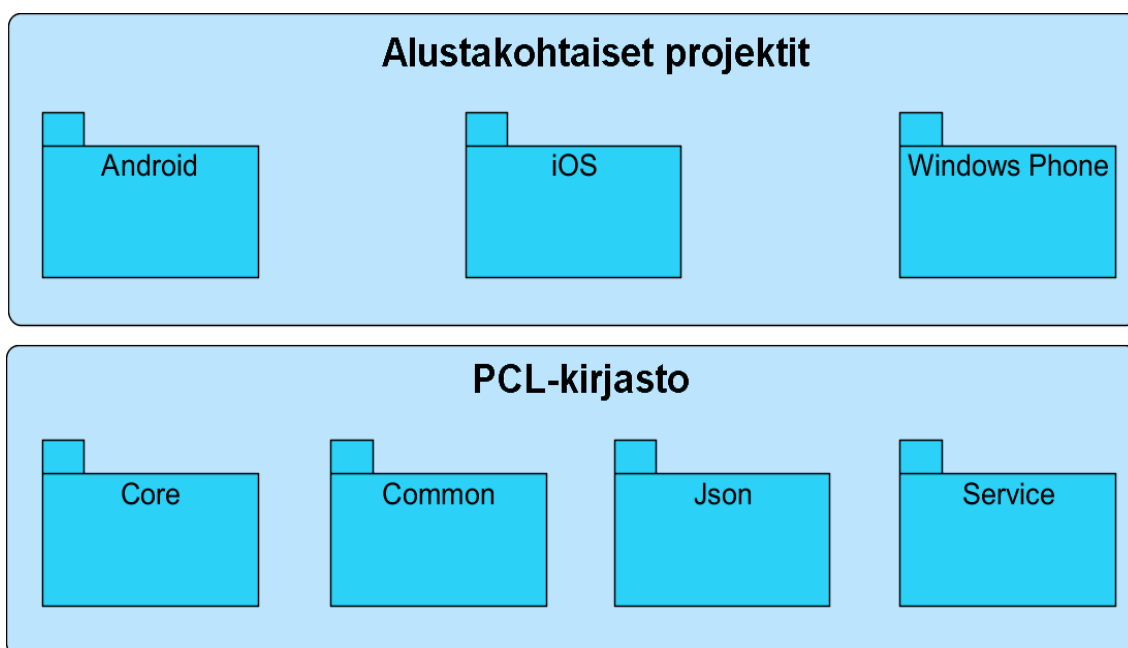 Alustakohtaiset projektit
Android
iOS
Windows Phone
PCL-kirjasto
Core
Common
Json
Service